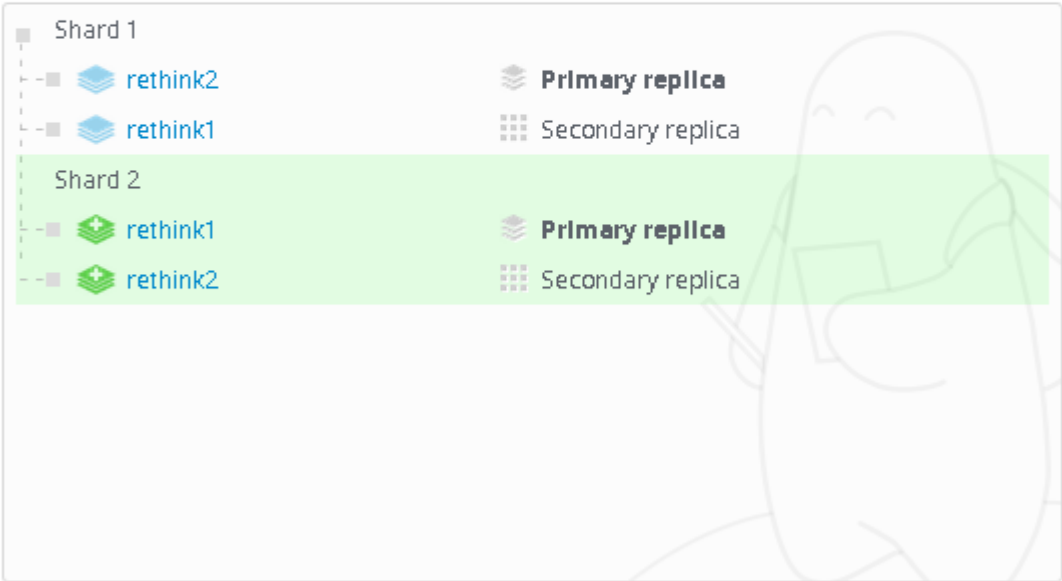 Shard 1
rethink2 Primary replica
rethink1 Secondary replica
Shard 2
rethink1 Primary replica
rethink2 Secondary replica